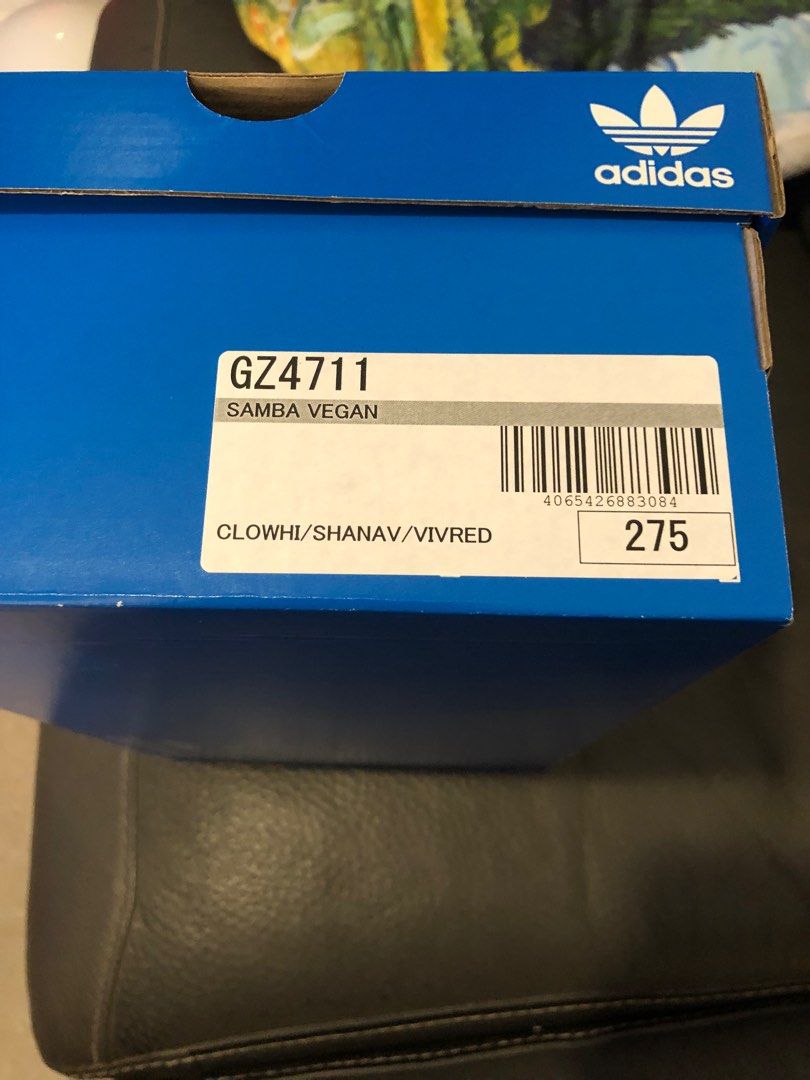 adidas
GZ4711
SAMBA VEGAN
4065426883084
CLOWHI/SHANAV/VIVRED
275